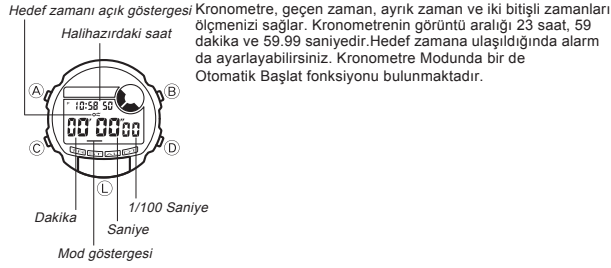 Hedef zamanı açık göstergesi
Halihazırdaki saat
Kronometre, geçen zaman, ayrık zaman ve iki bitişli zamanları
ölçmenizi sağlar. Kronometrenin görüntü aralığı 23 saat, 59
dakika ve 59.99 saniyedir.Hedef zamana ulaşıldığında alarm
da ayarlayabilirsiniz. Kronometre Modunda bir de
Otomatik Başlat fonksiyonu bulunmaktadır.
A
B
10:58 50
00' 00" 00
C
D
L
1/100 Saniye
Dakika
Saniye
Mod göstergesi